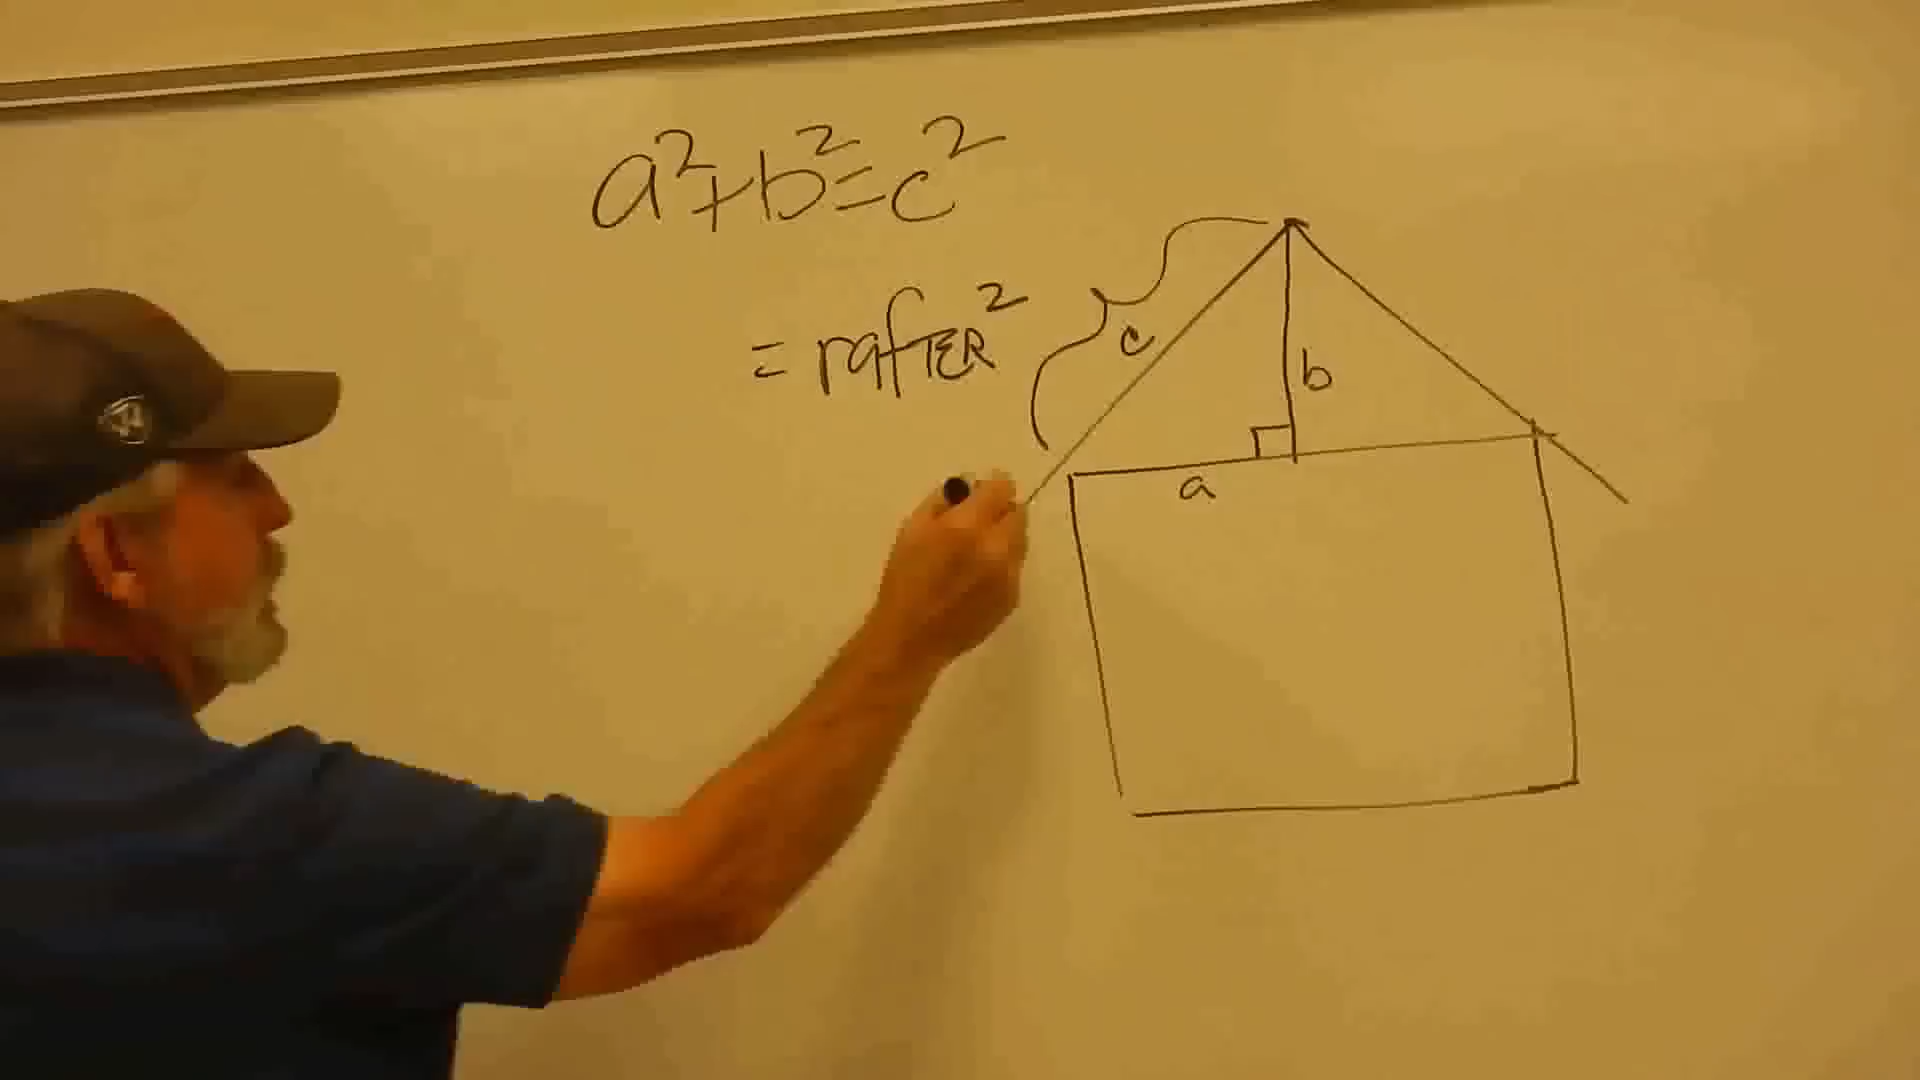 a²+b²=c²
= rafTER²
c
b
a